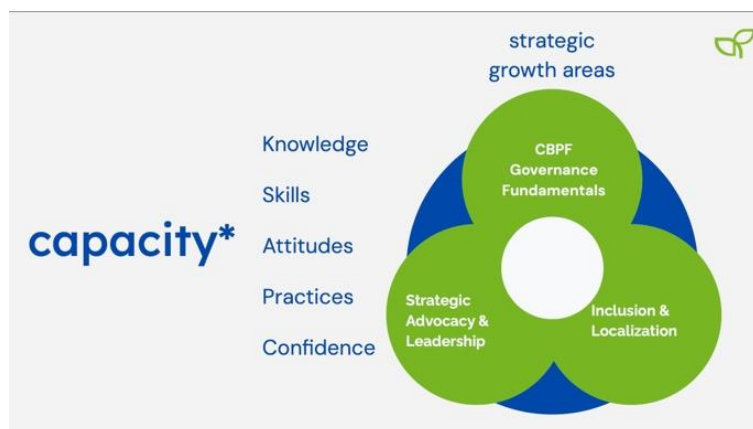 strategic
growth areas
CBPF
Governance
Fundamentals
Knowledge
Skills
capacity*
Attitudes
Practices
Confidence
Strategic
Advocacy &
Leadership
Inclusion &
Localization